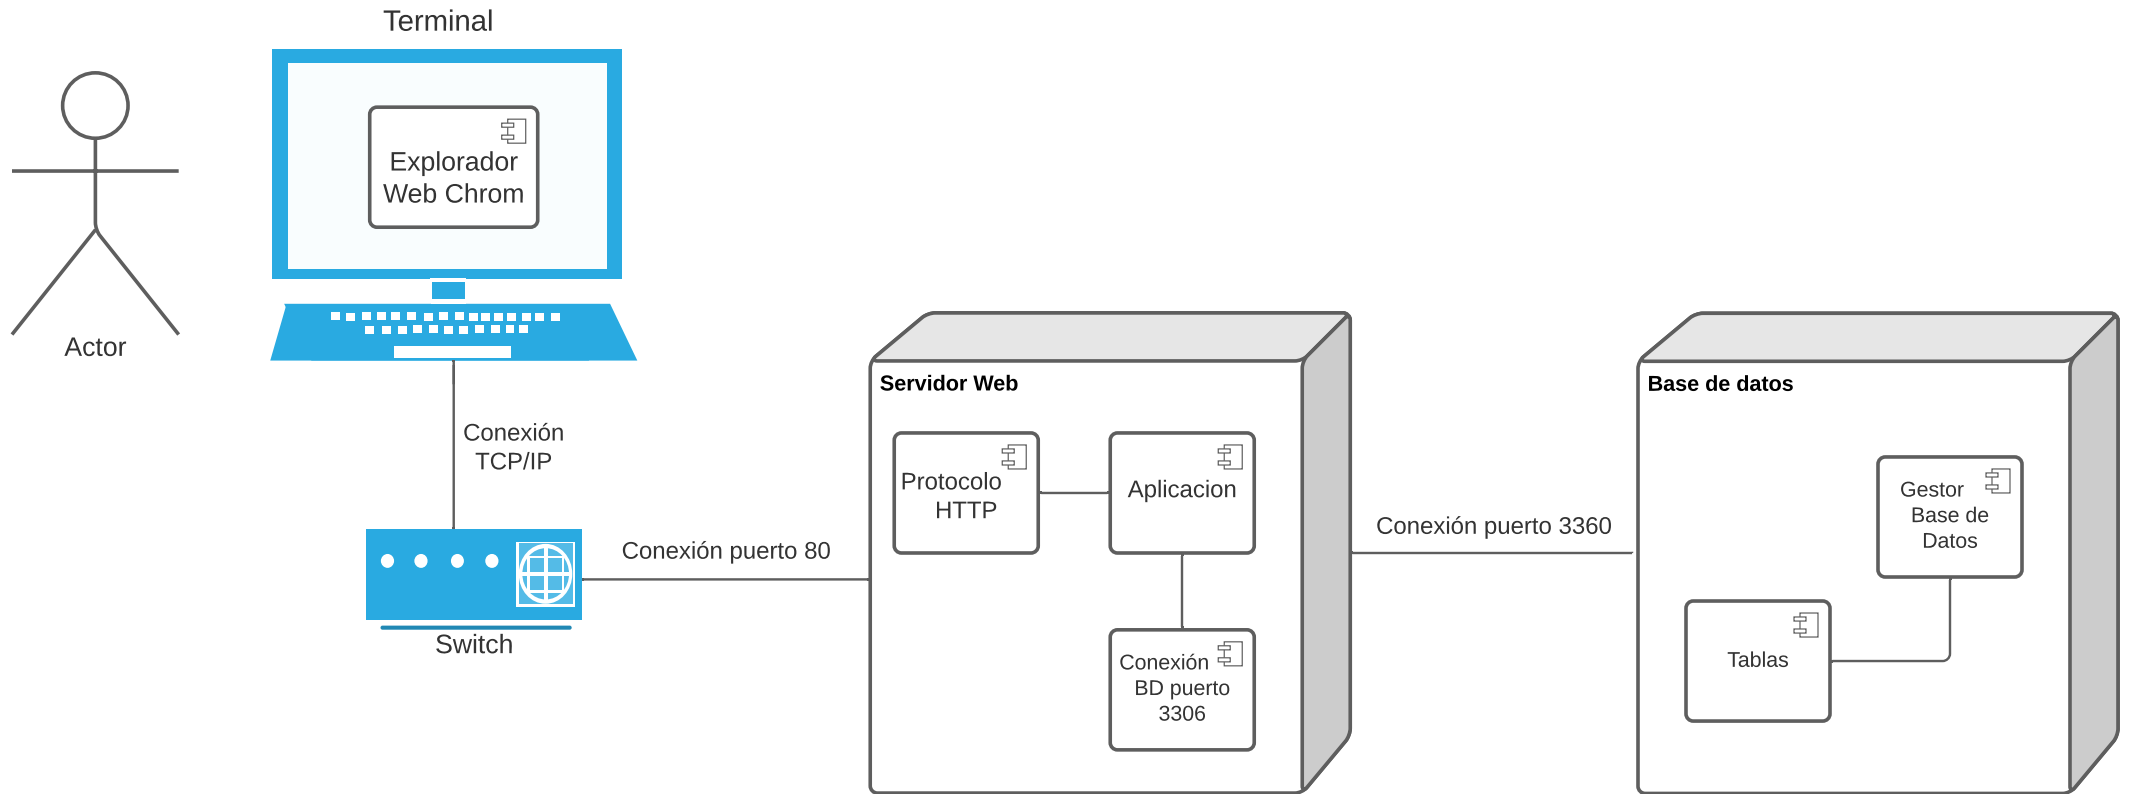 Terminal
Explorador
Web Chrom
Actor
Conexión
TCP/IP
Switch
Conexión puerto 80
Servidor Web
Protocolo
HTTP
Aplicacion
Conexión
BD puerto
3306
Conexión puerto 3360
Base de datos
Gestor
Base de
Datos
Tablas